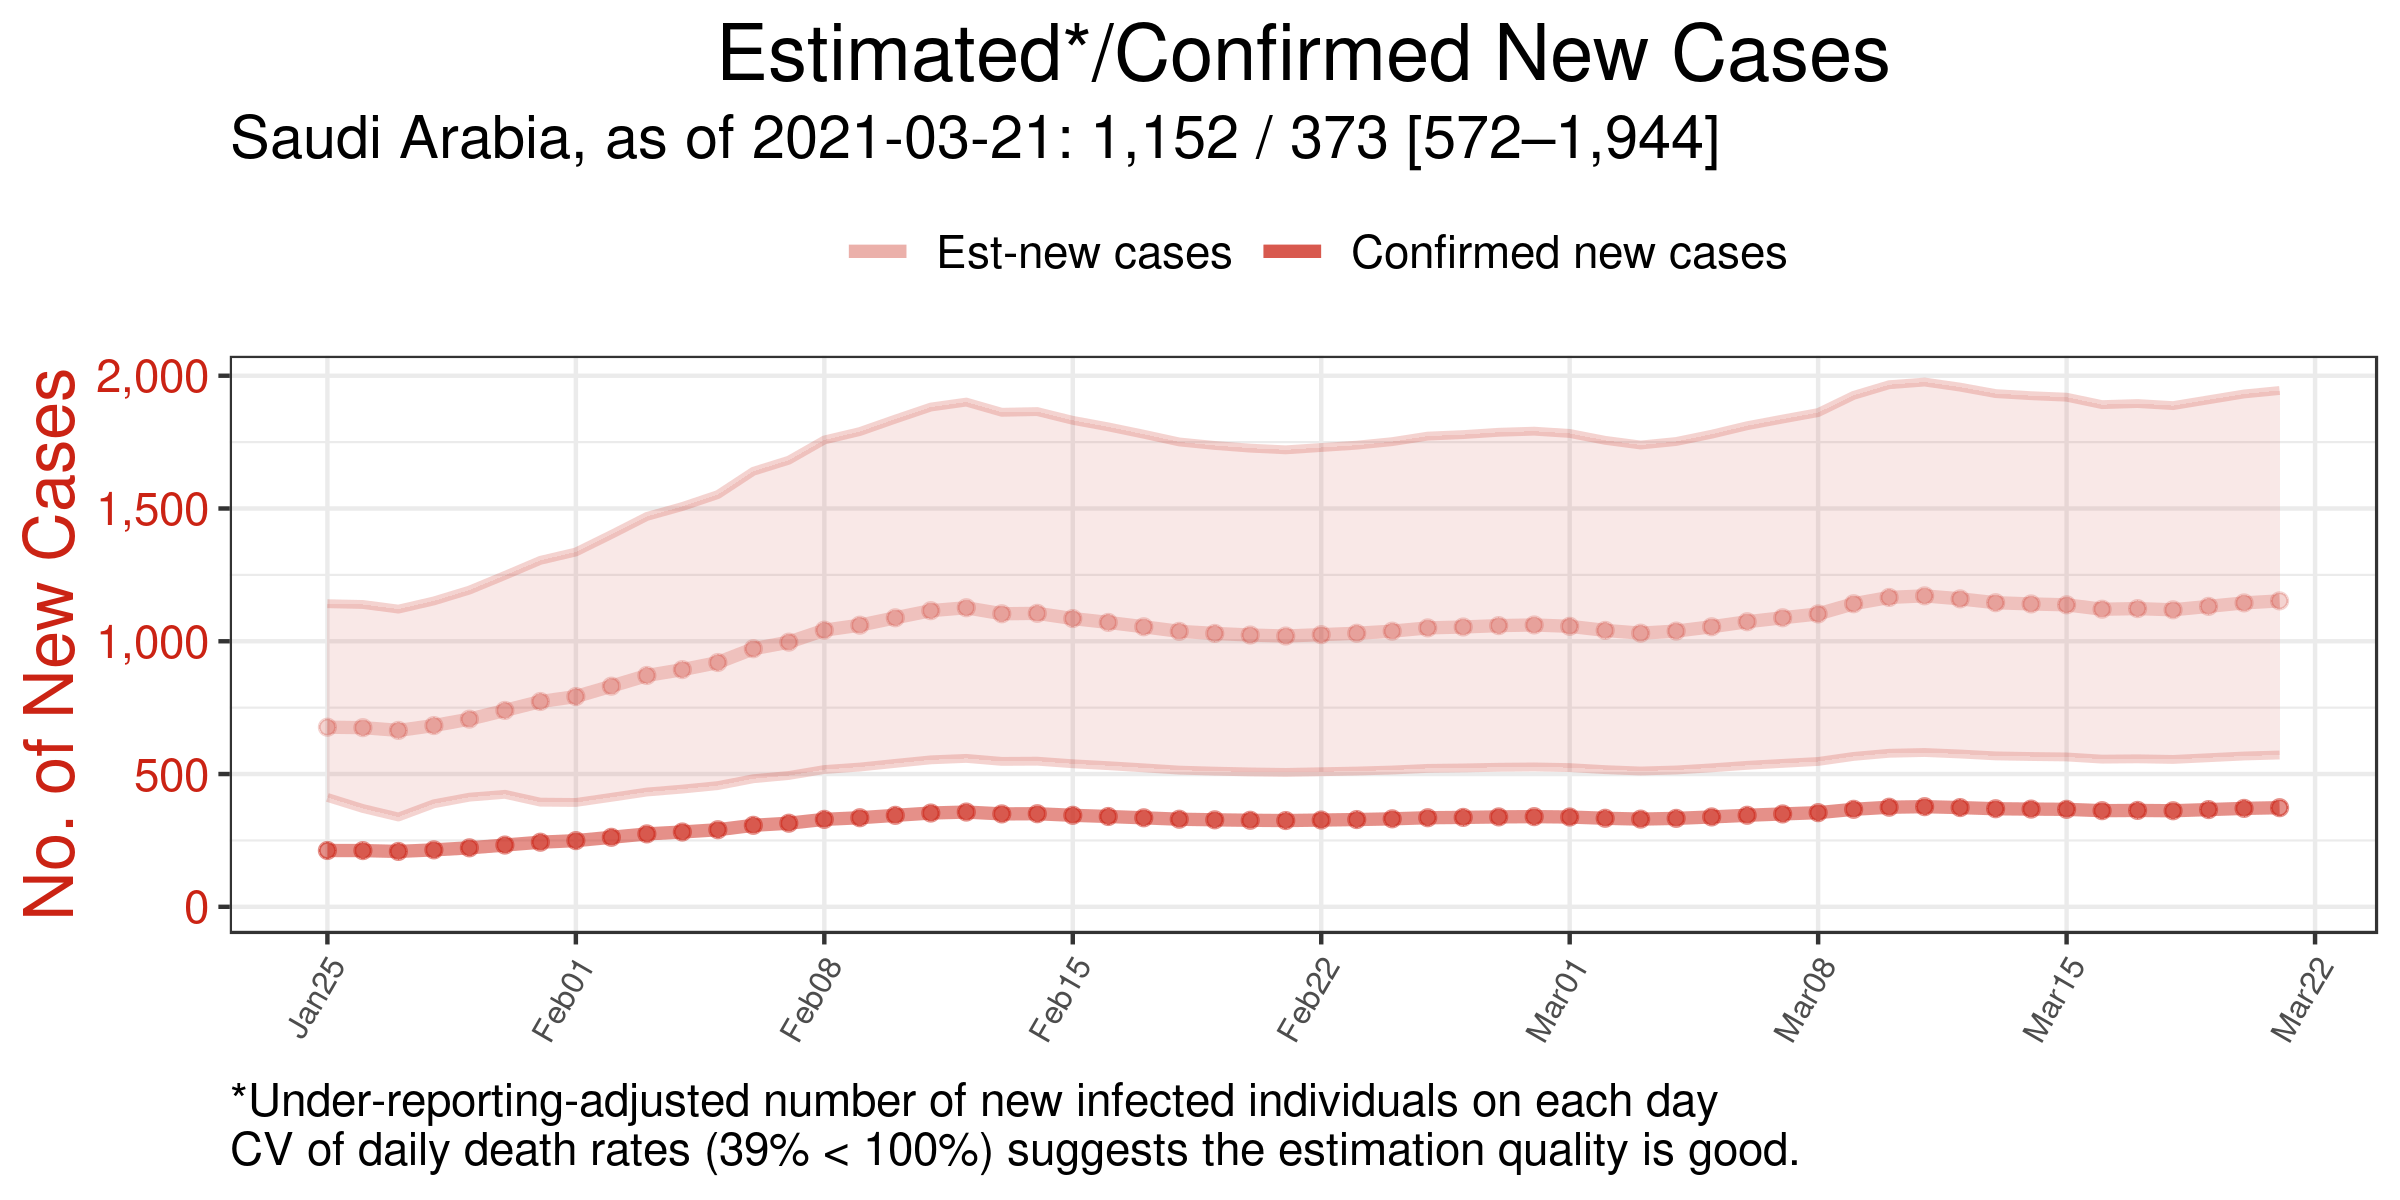 Estimated*/Confirmed New Cases
Saudi Arabia, as of 2021-03-21: 1,152 / 373 [572–1,944]
Est-new cases
Confirmed new cases
No. of New Cases
2,000
1,500
1,000
500
0
Jan25
Feb01
Feb08
Feb15
Feb22
Mar01
Mar08
Mar15
Mar22
*Under-reporting-adjusted number of new infected individuals on each day
CV of daily death rates (39% < 100%) suggests the estimation quality is good.